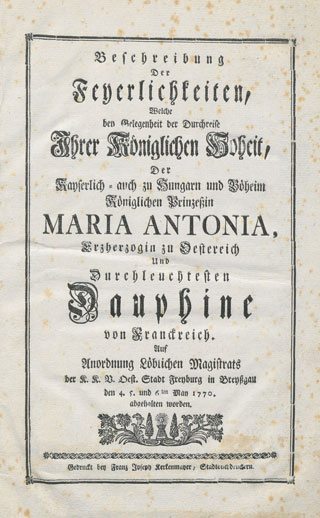 Beschreibung
Der
Feyerlichkeiten,
Welche
bey Gelegenheit der Durchreise
Ihrer Königlichen Hoheit,
Der
Kayserlich - auch zu Hungarn und Böheim
Königlichen Prinzeßin
MARIA ANTONIA,
Erzherzogin zu Oesterreich
Und
Durchleuchtesten
Dauphine
von Franckreich.
Auf
Anordnung Löblichen Magistrats
der K. K. V. Oest. Stadt Freyburg in Breyßgau
den 4. 5. und 6ten May 1770.
abgehalten worden.
Gedruckt bey Franz Joseph Kerkenmayer, Stadtbuchdruckern.